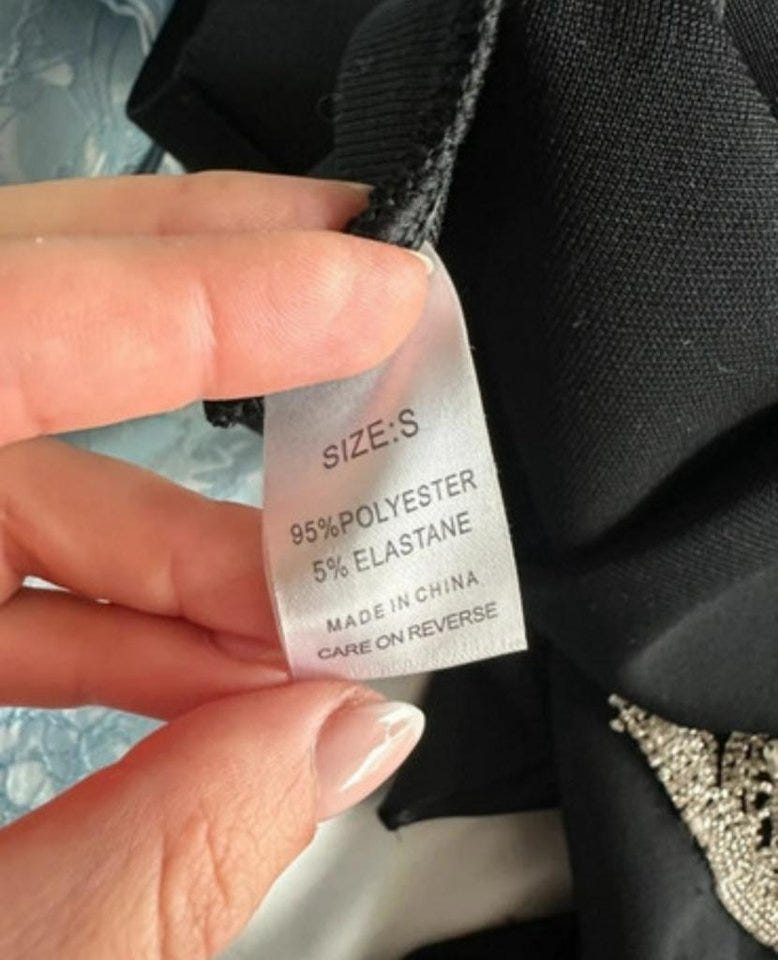 SIZE:S
95%POLYESTER
5% ELASTANE
MADE IN CHINA
CARE ON REVERSE